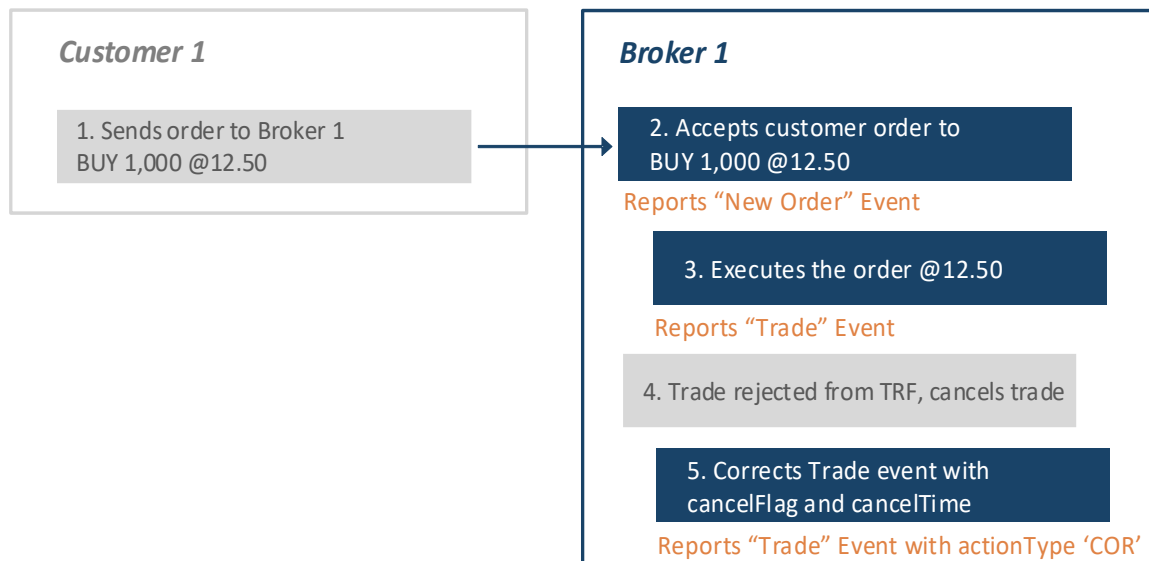 Customer 1
1. Sends order to Broker 1
BUY 1,000 @12.50
Broker 1
2. Accepts customer order to
BUY 1,000 @12.50
Reports “New Order” Event
3. Executes the order @12.50
Reports “Trade” Event
4. Trade rejected from TRF, cancels trade
5. Corrects Trade event with
cancelFlag and cancelTime
Reports “Trade” Event with actionType ‘COR’